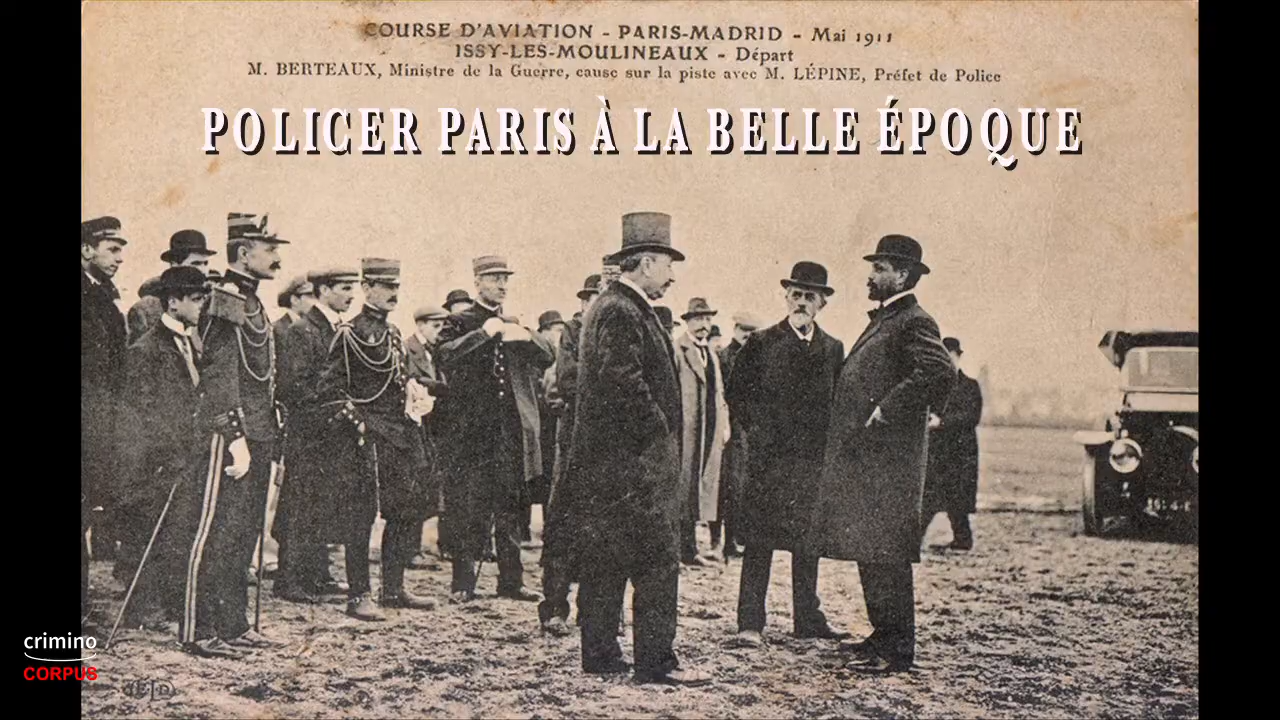 COURSE D'AVIATION - PARIS-MADRID - Mai 1911
ISSY-LES-MOULINEAUX - Départ
M. BERTEAUX, Ministre de la Guerre, cause sur la piste avec M. LÉPINE, Préfet de Police
POLICER PARIS À LA BELLE ÉPOQUE
crimino
CORPUS
ELD